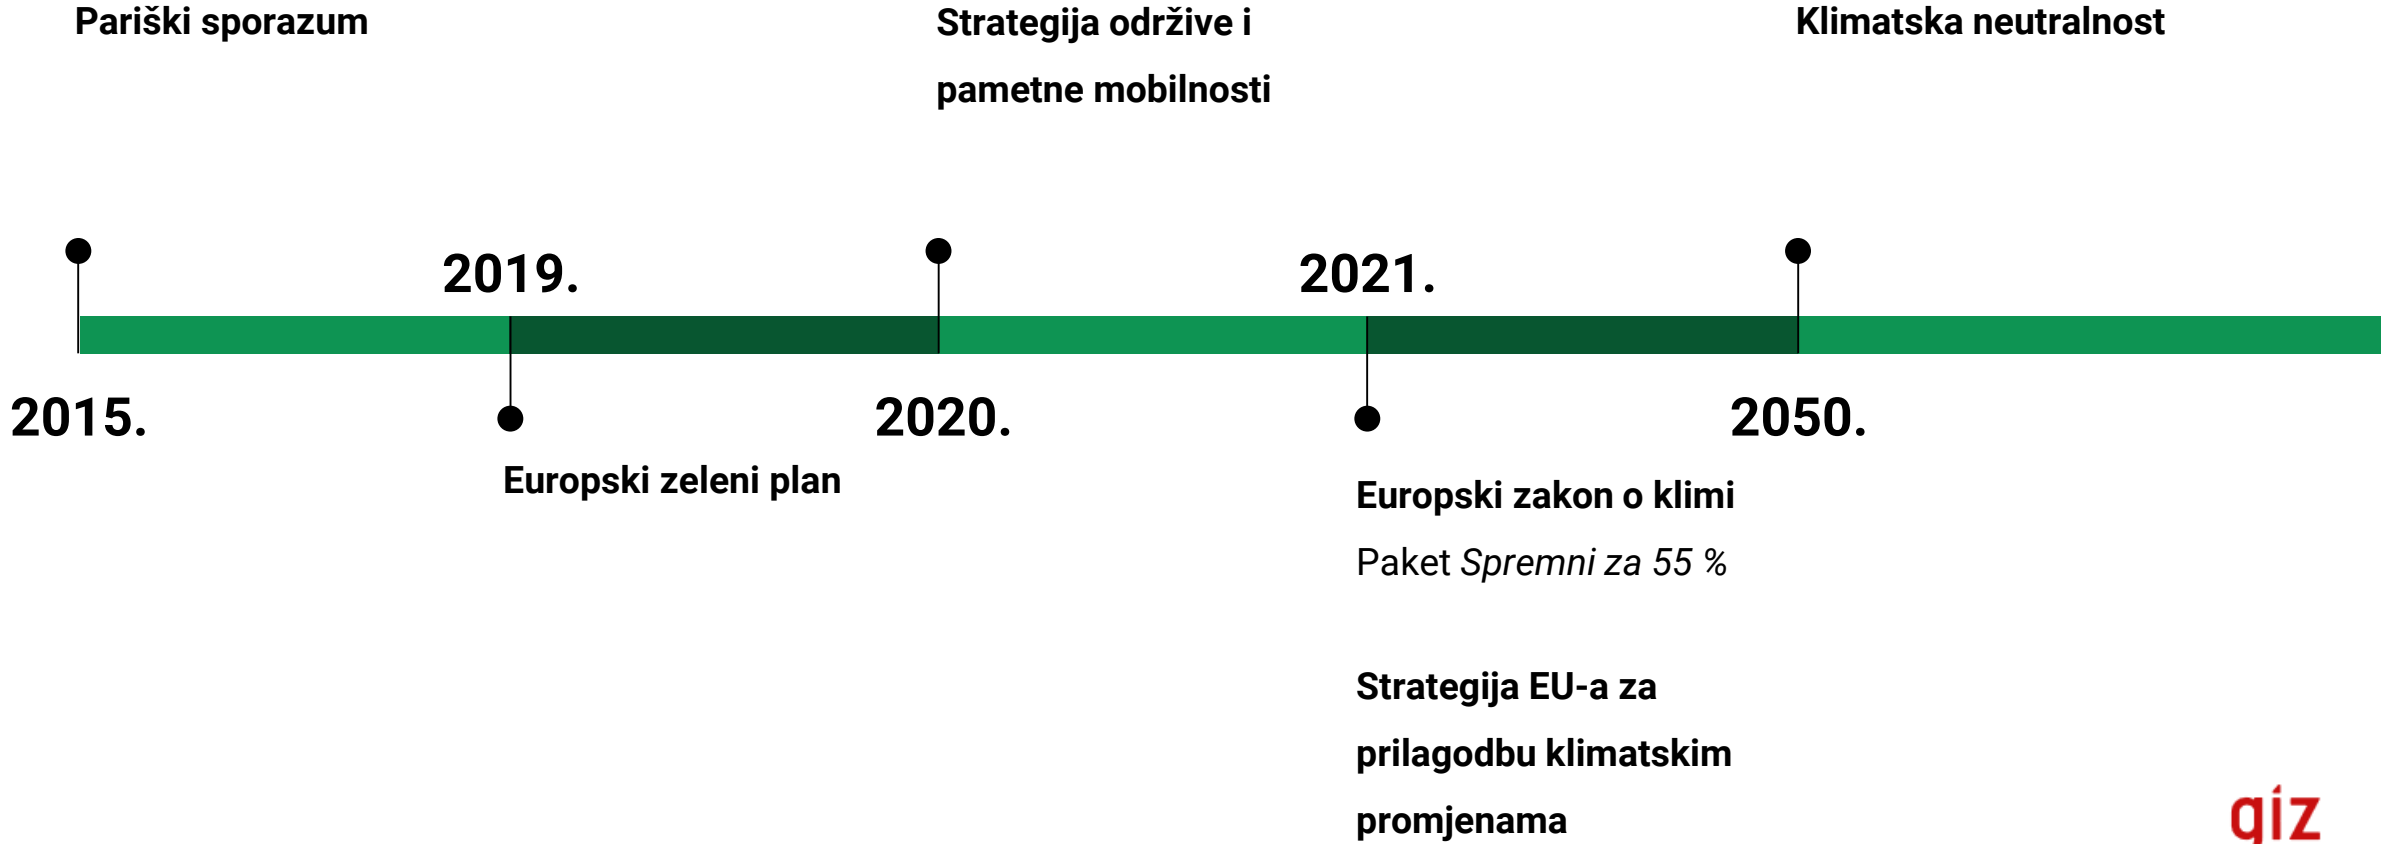 Pariški sporazum
Strategija održive i
pametne mobilnosti
Klimatska neutralnost
2019.
2021.
2015.
2020.
2050.
Europski zeleni plan
Europski zakon o klimi
Paket Spremni za 55 %
Strategija EU-a za
prilagodbu klimatskim
promjenama
giz